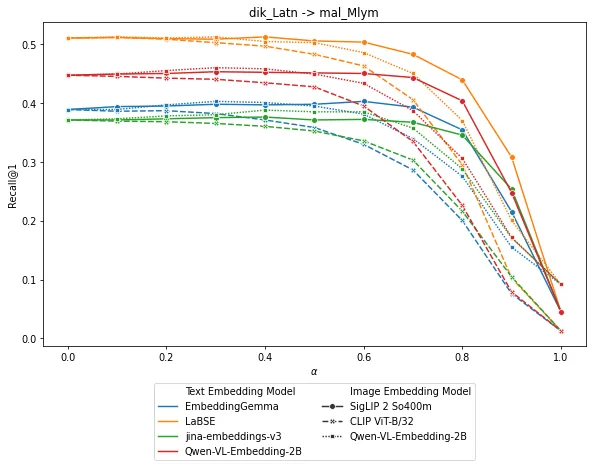 dik_Latn -> mal_Mlym
Recall@1
0.5
0.4
0.3
0.2
0.1
0.0
0.0 0.2 0.4 0.6 0.8 1.0
α
Text Embedding Model Image Embedding Model
EmbeddingGemma SigLIP 2 So400m
LaBSE CLIP ViT-B/32
jina-embeddings-v3 Qwen-VL-Embedding-2B
Qwen-VL-Embedding-2B